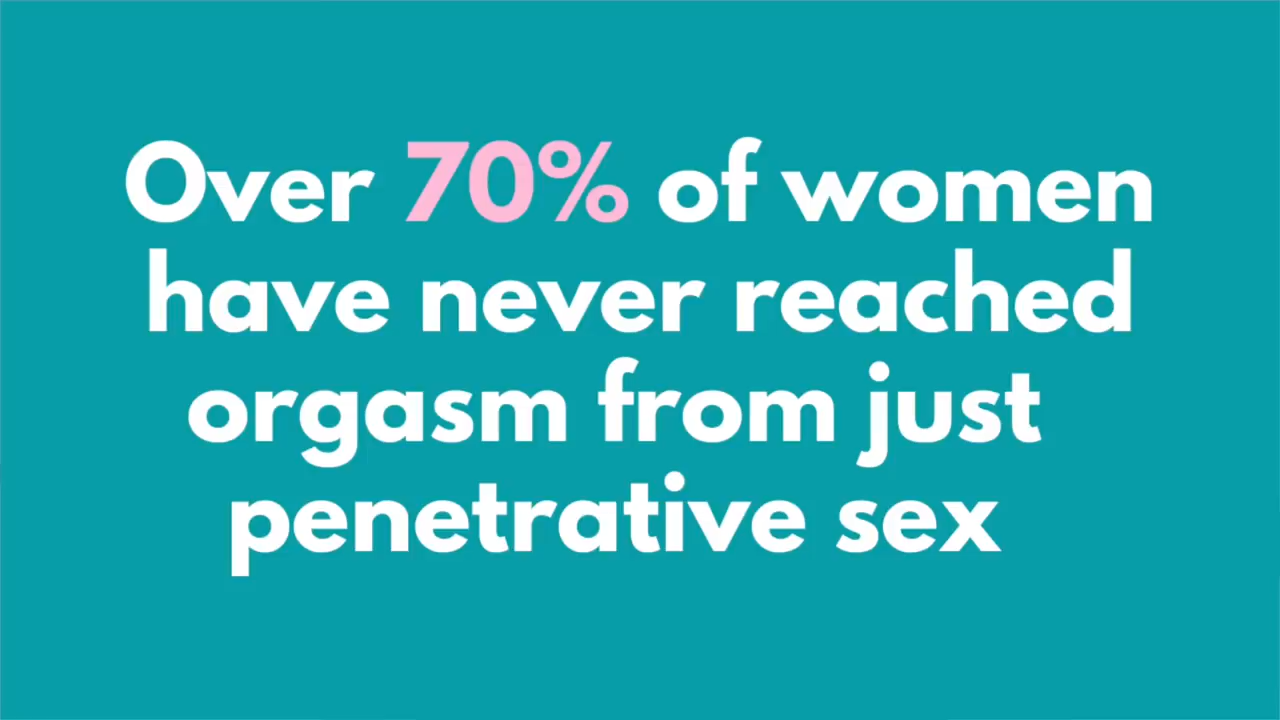 Over 70% of women
have never reached
orgasm from just
penetrative sex